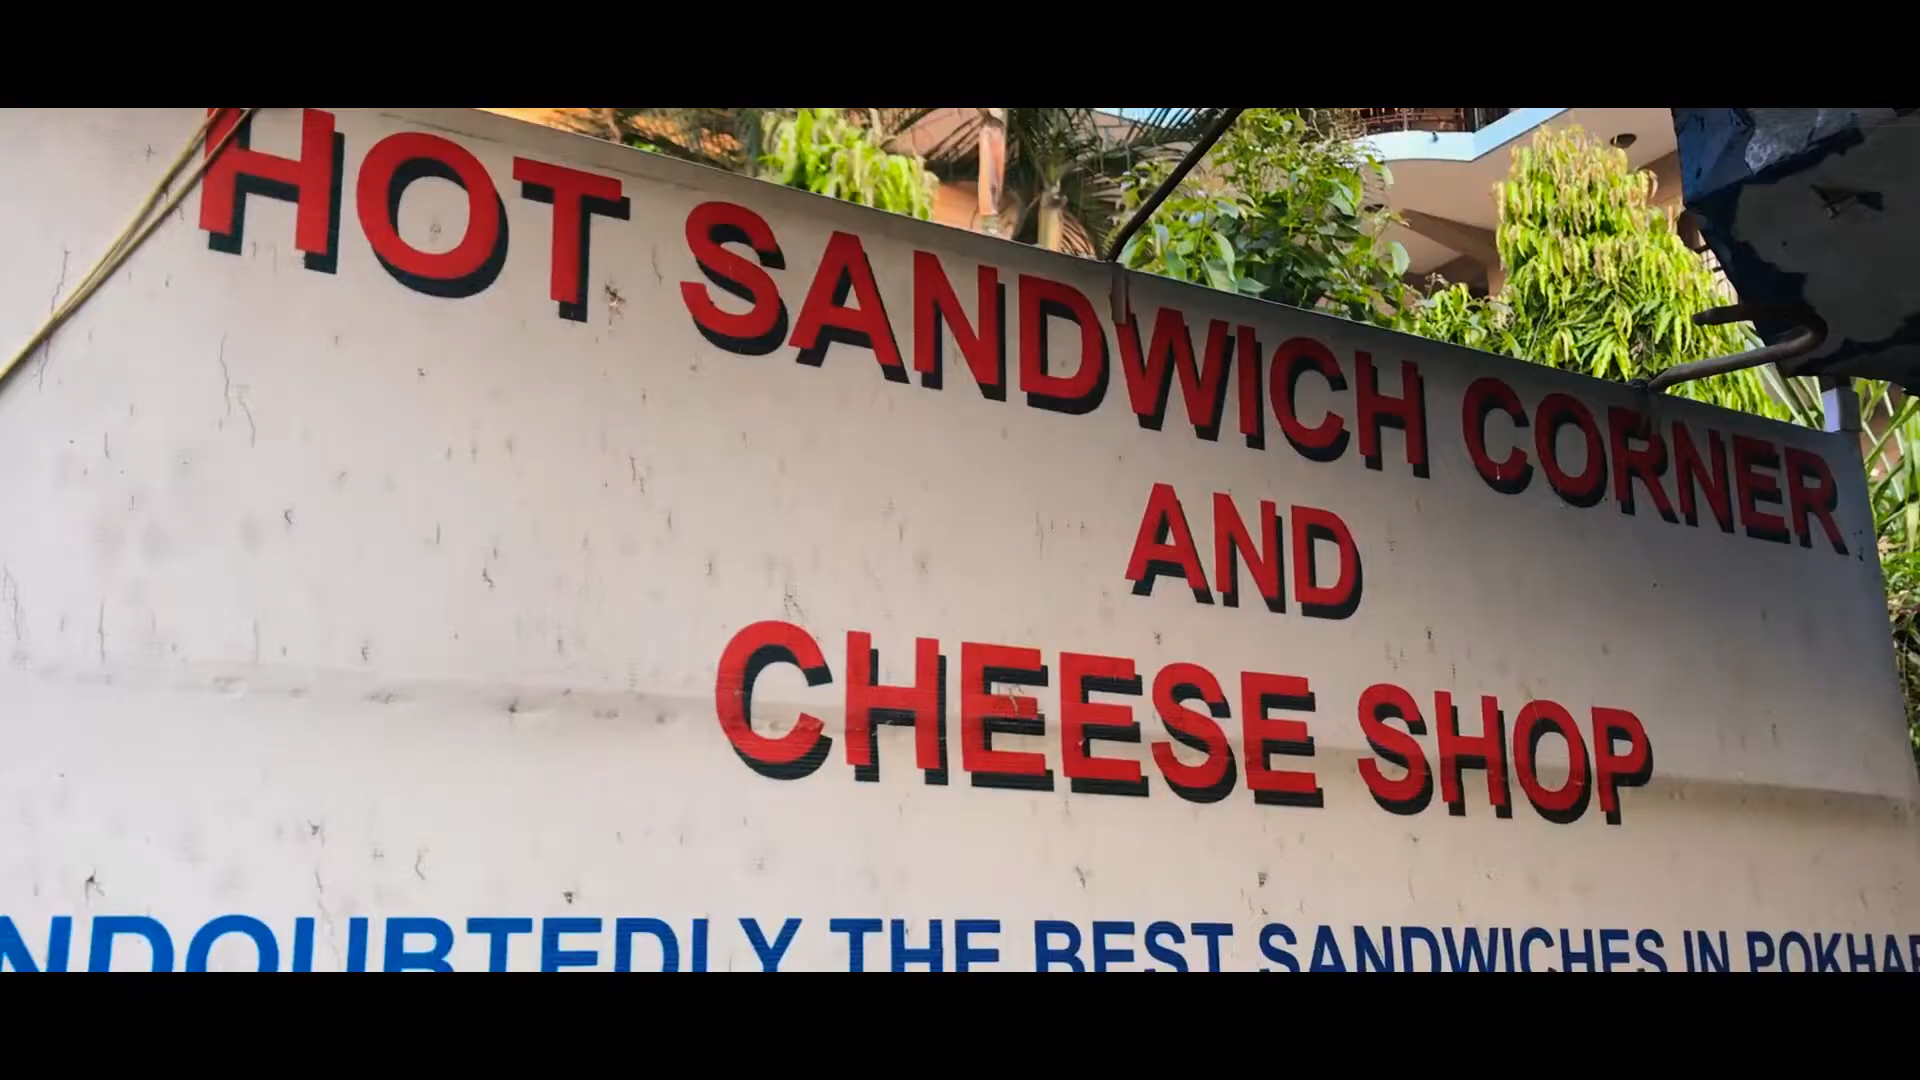 HOT SANDWICH CORNER
AND
CHEESE SHOP
NDOUBTEDLY THE BEST SANDWICHES IN POKHAR